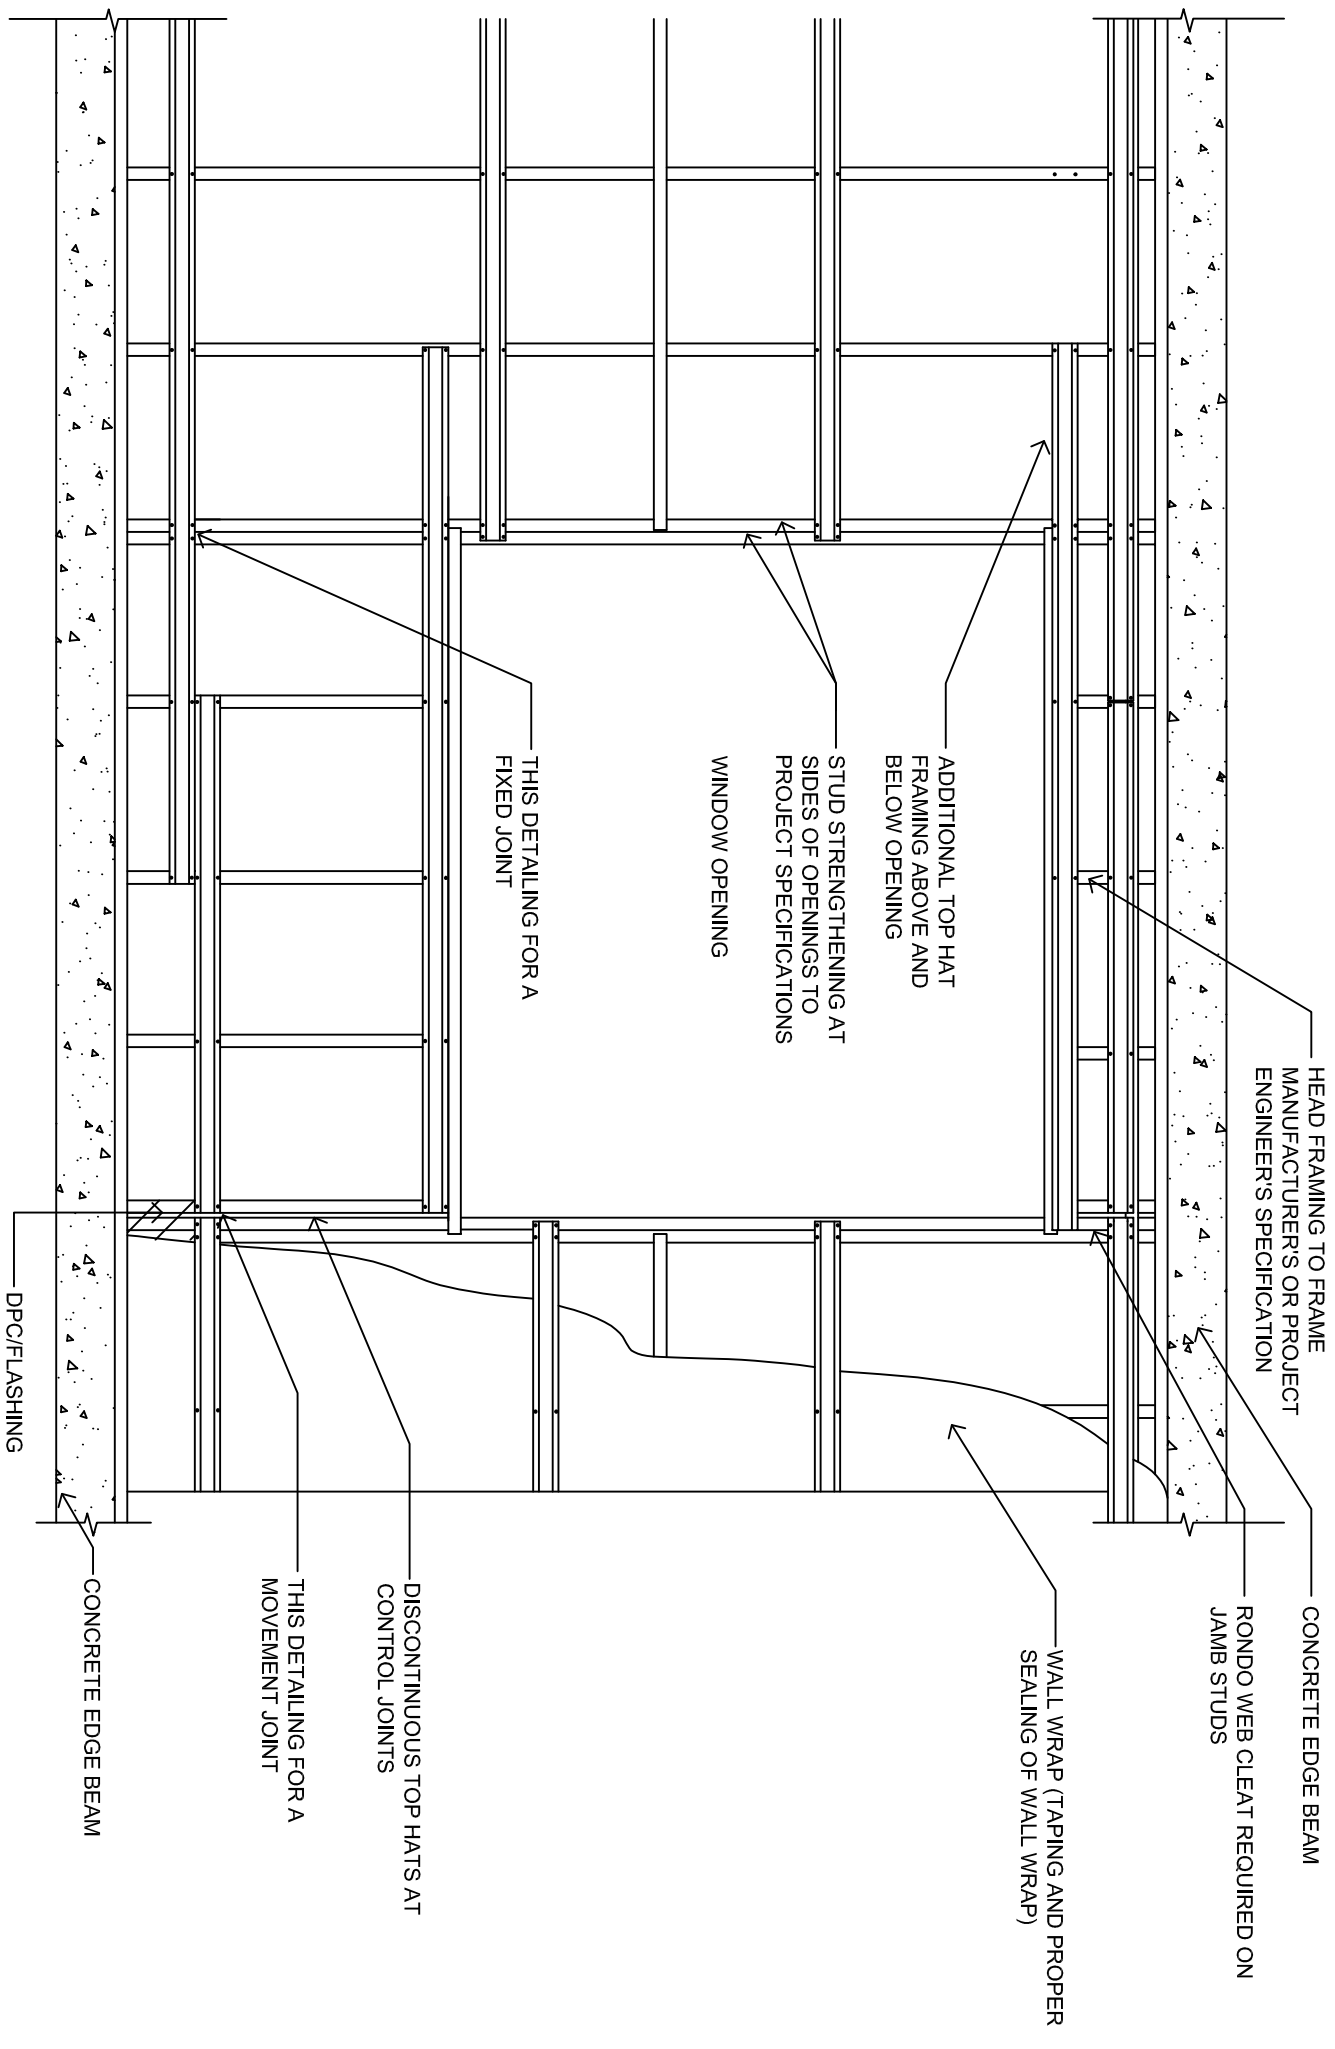 HEAD FRAMING TO FRAME
MANUFACTURER'S OR PROJECT
ENGINEER'S SPECIFICATION
CONCRETE EDGE BEAM
RONDO WEB CLEAT REQUIRED ON
JAMB STUDS
WALL WRAP (TAPING AND PROPER
SEALING OF WALL WRAP)
ADDITIONAL TOP HAT
FRAMING ABOVE AND
BELOW OPENING
STUD STRENGTHENING AT
SIDES OF OPENINGS TO
PROJECT SPECIFICATIONS
WINDOW OPENING
THIS DETAILING FOR A
FIXED JOINT
DISCONTINUOUS TOP HATS AT
CONTROL JOINTS
THIS DETAILING FOR A
MOVEMENT JOINT
CONCRETE EDGE BEAM
DPC/FLASHING